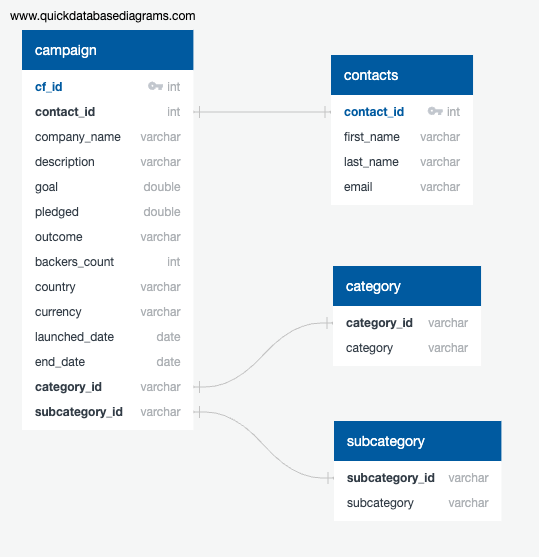 www.quickdatabasediagrams.com
campaign
cf_id int
contact_id int
company_name varchar
description varchar
goal double
pledged double
outcome varchar
backers_count int
country varchar
currency varchar
launched_date date
end_date date
category_id varchar
subcategory_id varchar
contacts
contact_id int
first_name varchar
last_name varchar
email varchar
category
category_id varchar
category varchar
subcategory
subcategory_id varchar
subcategory varchar